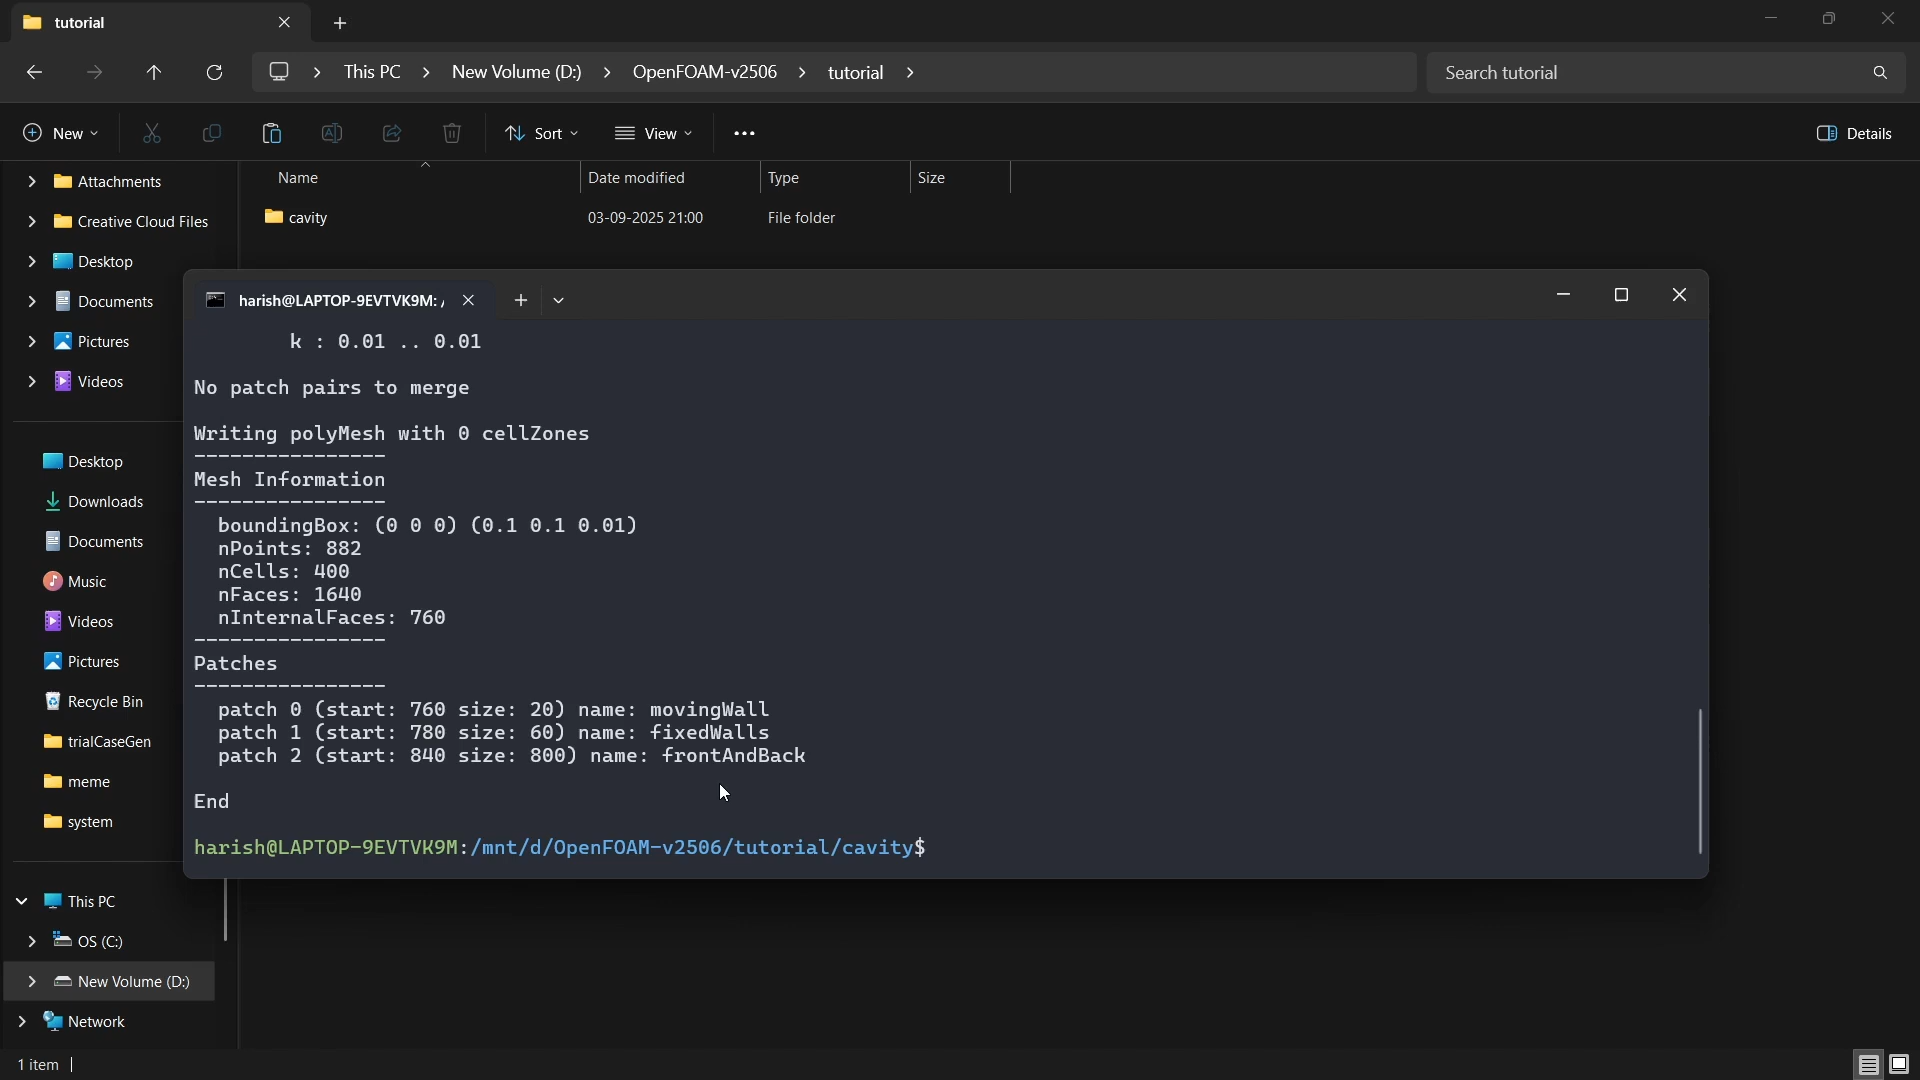 tutorial
This PC > New Volume (D:) > OpenFOAM-v2506 > tutorial >
Search tutorial
New
Sort
View
Details
Attachments
Creative Cloud Files
Desktop
Documents
Pictures
Videos
Desktop
Downloads
Documents
Music
Videos
Pictures
Recycle Bin
trialCaseGen
meme
system
This PC
OS (C:)
New Volume (D:)
Network
Name Date modified Type Size
cavity 03-09-2025 21:00 File folder
harish@LAPTOP-9EVTVK9M: /
k : 0.01 .. 0.01
No patch pairs to merge
Writing polyMesh with 0 cellZones
----------------
Mesh Information
----------------
boundingBox: (0 0 0) (0.1 0.1 0.01)
nPoints: 882
nCells: 400
nFaces: 1640
nInternalFaces: 760
----------------
Patches
----------------
patch 0 (start: 760 size: 20) name: movingWall
patch 1 (start: 780 size: 60) name: fixedWalls
patch 2 (start: 840 size: 800) name: frontAndBack
End
harish@LAPTOP-9EVTVK9M:/mnt/d/OpenFOAM-v2506/tutorial/cavity$
1 item